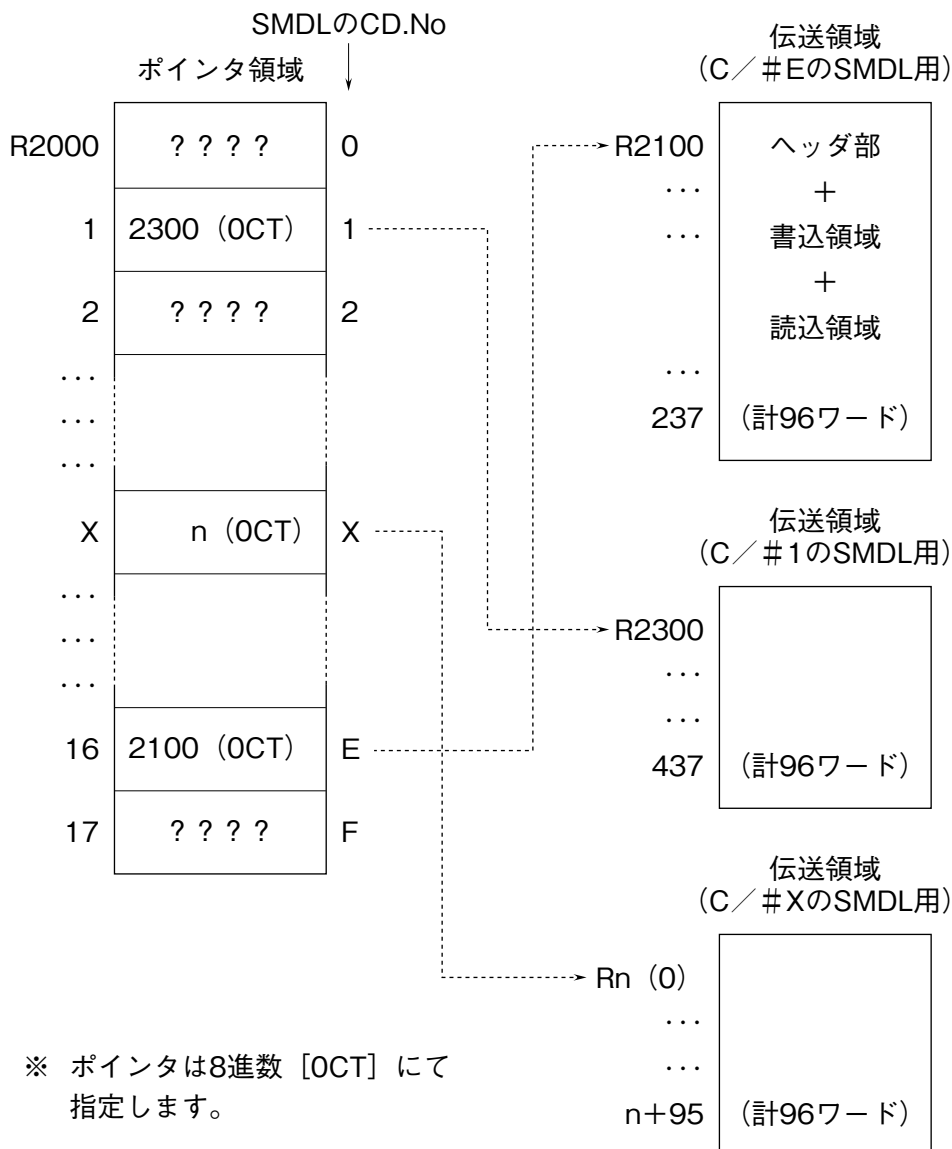 SMDLのCD.No
ポインタ領域
R2000 ???? 0
1 2300（OCT） 1
2 ???? 2
...
...
...
X n（OCT） X
...
...
...
16 2100（OCT） E
17 ???? F
※ ポインタは8進数［OCT］にて
指定します。
伝送領域
（C／＃EのSMDL用）
R2100 ヘッダ部
... ＋
... 書込領域
＋
読込領域
...
237 （計96ワード）
伝送領域
（C／＃1のSMDL用）
R2300
...
...
437 （計96ワード）
伝送領域
（C／＃XのSMDL用）
Rn（0）
...
...
n＋95 （計96ワード）